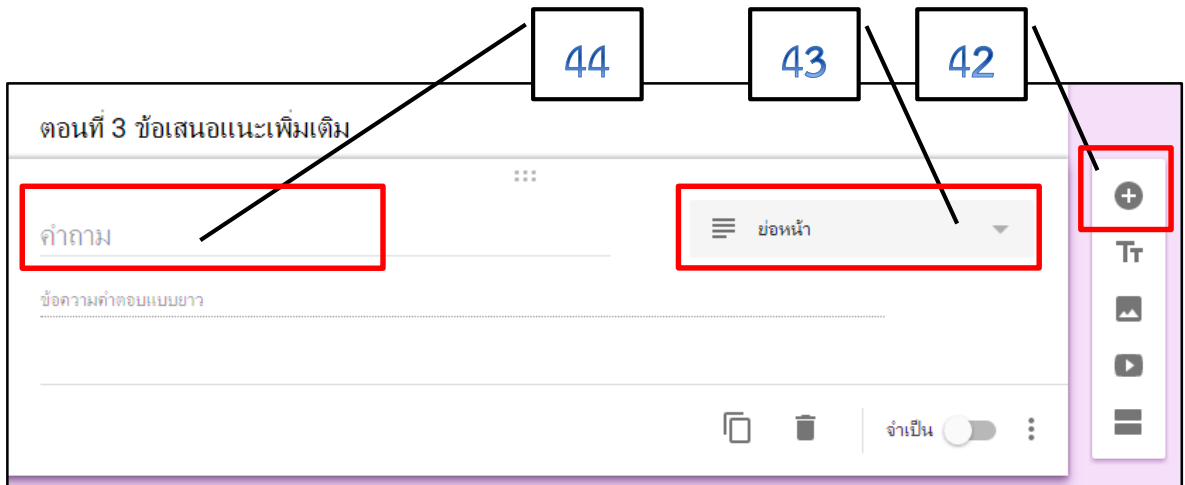 44
43
42
ตอนที่ 3 ข้อเสนอแนะเพิ่มเติม
คำถาม
ย่อหน้า
Tт
ข้อความคำตอบแบบยาว
จำเป็น